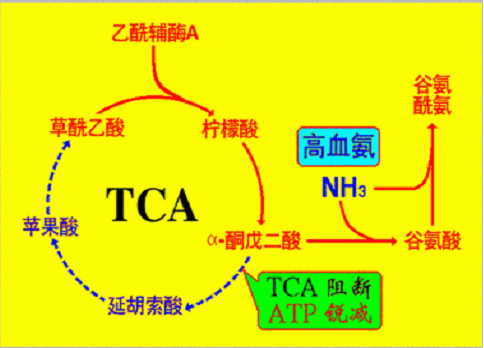 乙酰辅酶A
草酰乙酸
柠檬酸
谷氨
酰氨
高血氨
TCA
NH₃
苹果酸
α-酮戊二酸
谷氨酸
延胡索酸
TCA 阻断
ATP 锐减